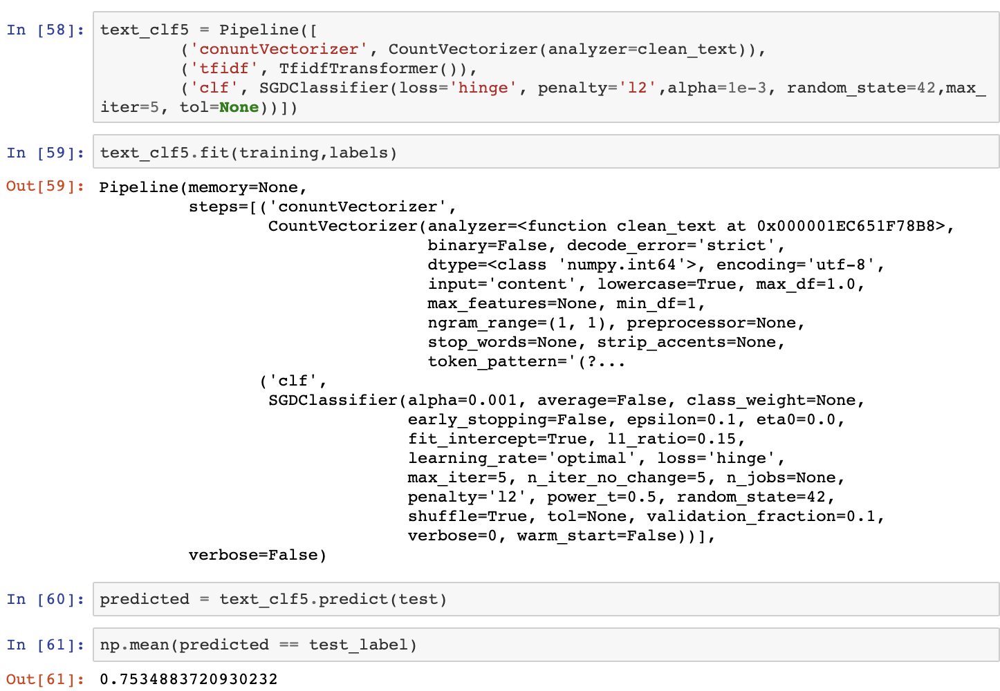 In [58]: text_clf5 = Pipeline([
('conuntVectorizer', CountVectorizer(analyzer=clean_text)),
('tfidf', TfidfTransformer()),
('clf', SGDClassifier(loss='hinge', penalty='l2',alpha=1e-3, random_state=42,max_
iter=5, tol=None))])
In [59]: text_clf5.fit(training,labels)
Out[59]: Pipeline(memory=None,
steps=[('conuntVectorizer',
CountVectorizer(analyzer=<function clean_text at 0x000001EC651F78B8>,
binary=False, decode_error='strict',
dtype=<class 'numpy.int64'>, encoding='utf-8',
input='content', lowercase=True, max_df=1.0,
max_features=None, min_df=1,
ngram_range=(1, 1), preprocessor=None,
stop_words=None, strip_accents=None,
token_pattern='(?...
('clf',
SGDClassifier(alpha=0.001, average=False, class_weight=None,
early_stopping=False, epsilon=0.1, eta0=0.0,
fit_intercept=True, l1_ratio=0.15,
learning_rate='optimal', loss='hinge',
max_iter=5, n_iter_no_change=5, n_jobs=None,
penalty='l2', power_t=0.5, random_state=42,
shuffle=True, tol=None, validation_fraction=0.1,
verbose=0, warm_start=False))],
verbose=False)
In [60]: predicted = text_clf5.predict(test)
In [61]: np.mean(predicted == test_label)
Out[61]: 0.7534883720930232